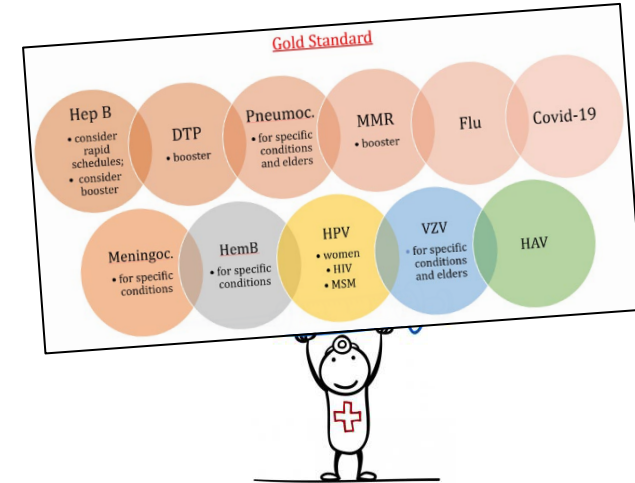 Gold Standard
Hep B
• consider
rapid
schedules;
• consider
booster
DTP
• booster
Pneumoc.
• for specific
conditions
and elders
MMR
• booster
Flu
Covid-19
Meningoc.
• for specific
conditions
HemB
• for specific
conditions
HPV
• women
• HIV
• MSM
VZV
• for specific
conditions
and elders
HAV